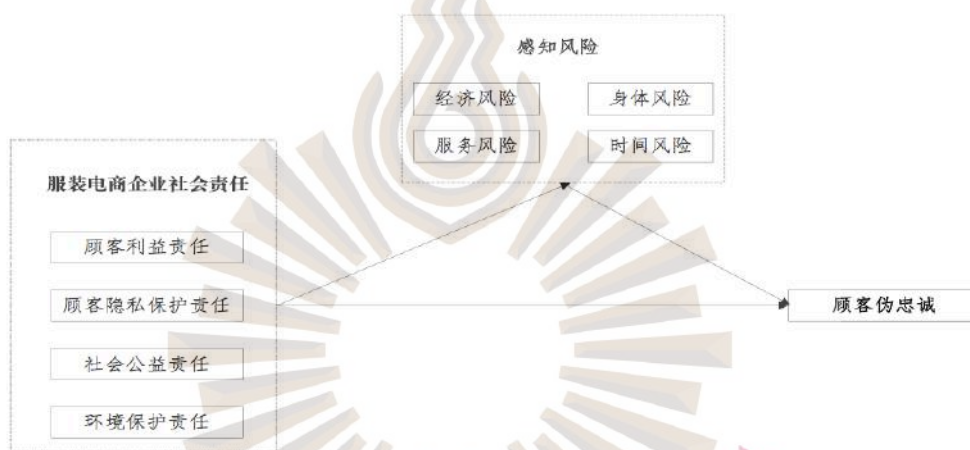 感知风险
经济风险
身体风险
服务风险
时间风险
服装电商企业社会责任
顾客利益责任
顾客隐私保护责任
社会公益责任
环境保护责任
顾客伪忠诚